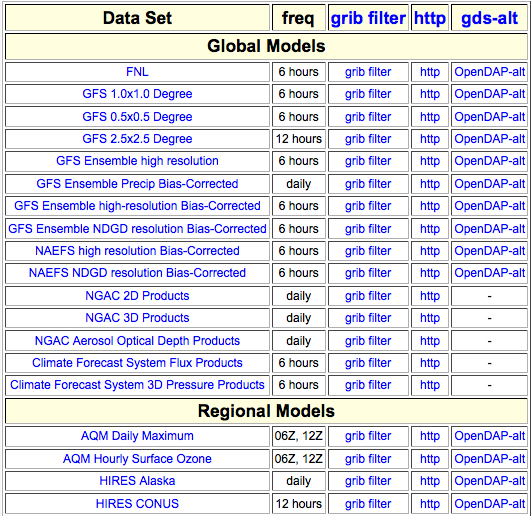 Data Set freq grib filter http gds-alt
Global Models
FNL 6 hours grib filter http OpenDAP-alt
GFS 1.0x1.0 Degree 6 hours grib filter http OpenDAP-alt
GFS 0.5x0.5 Degree 6 hours grib filter http OpenDAP-alt
GFS 2.5x2.5 Degree 12 hours grib filter http OpenDAP-alt
GFS Ensemble high resolution 6 hours grib filter http OpenDAP-alt
GFS Ensemble Precip Bias-Corrected daily grib filter http OpenDAP-alt
GFS Ensemble high-resolution Bias-Corrected 6 hours grib filter http OpenDAP-alt
GFS Ensemble NDGD resolution Bias-Corrected 6 hours grib filter http OpenDAP-alt
NAEFS high resolution Bias-Corrected 6 hours grib filter http OpenDAP-alt
NAEFS NDGD resolution Bias-Corrected 6 hours grib filter http OpenDAP-alt
NGAC 2D Products daily grib filter http -
NGAC 3D Products daily grib filter http -
NGAC Aerosol Optical Depth Products daily grib filter http -
Climate Forecast System Flux Products 6 hours grib filter http -
Climate Forecast System 3D Pressure Products 6 hours grib filter http -
Regional Models
AQM Daily Maximum 06Z, 12Z grib filter http OpenDAP-alt
AQM Hourly Surface Ozone 06Z, 12Z grib filter http OpenDAP-alt
HIRES Alaska daily grib filter http OpenDAP-alt
HIRES CONUS 12 hours grib filter http OpenDAP-alt